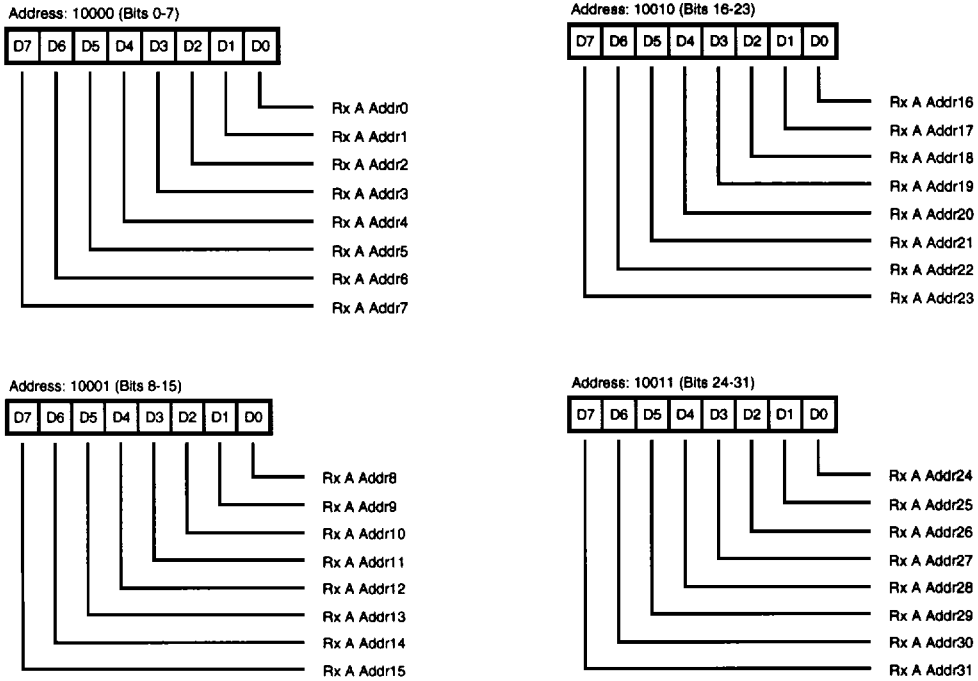 Address: 10000 (Bits 0-7)
D7 D6 D5 D4 D3 D2 D1 D0
Rx A Addr0
Rx A Addr1
Rx A Addr2
Rx A Addr3
Rx A Addr4
Rx A Addr5
Rx A Addr6
Rx A Addr7
Address: 10010 (Bits 16-23)
D7 D6 D5 D4 D3 D2 D1 D0
Rx A Addr16
Rx A Addr17
Rx A Addr18
Rx A Addr19
Rx A Addr20
Rx A Addr21
Rx A Addr22
Rx A Addr23
Address: 10001 (Bits 8-15)
D7 D6 D5 D4 D3 D2 D1 D0
Rx A Addr8
Rx A Addr9
Rx A Addr10
Rx A Addr11
Rx A Addr12
Rx A Addr13
Rx A Addr14
Rx A Addr15
Address: 10011 (Bits 24-31)
D7 D6 D5 D4 D3 D2 D1 D0
Rx A Addr24
Rx A Addr25
Rx A Addr26
Rx A Addr27
Rx A Addr28
Rx A Addr29
Rx A Addr30
Rx A Addr31